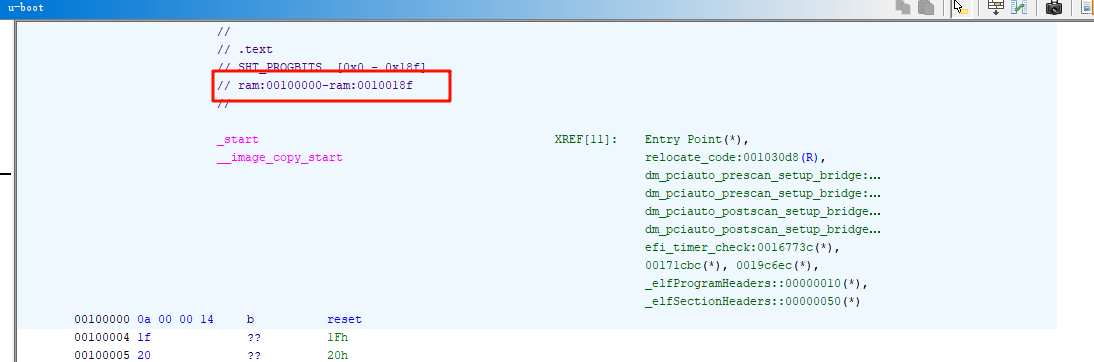 u-boot
//
// .text
// SHT_PROGBITS  [0x0 - 0x18f]
// ram:00100000-ram:0010018f
//
_start XREF[11]: Entry Point(*),
__image_copy_start relocate_code:001030d8(R),
dm_pciauto_prescan_setup_bridge:...
dm_pciauto_prescan_setup_bridge:...
dm_pciauto_postscan_setup_bridge...
dm_pciauto_postscan_setup_bridge...
efi_timer_check:0016773c(*),
00171cbc(*), 0019c6ec(*),
_elfProgramHeaders::00000010(*),
_elfSectionHeaders::00000050(*)
00100000 0a 00 00 14 b reset
00100004 1f ?? 1Fh
00100005 20 ?? 20h